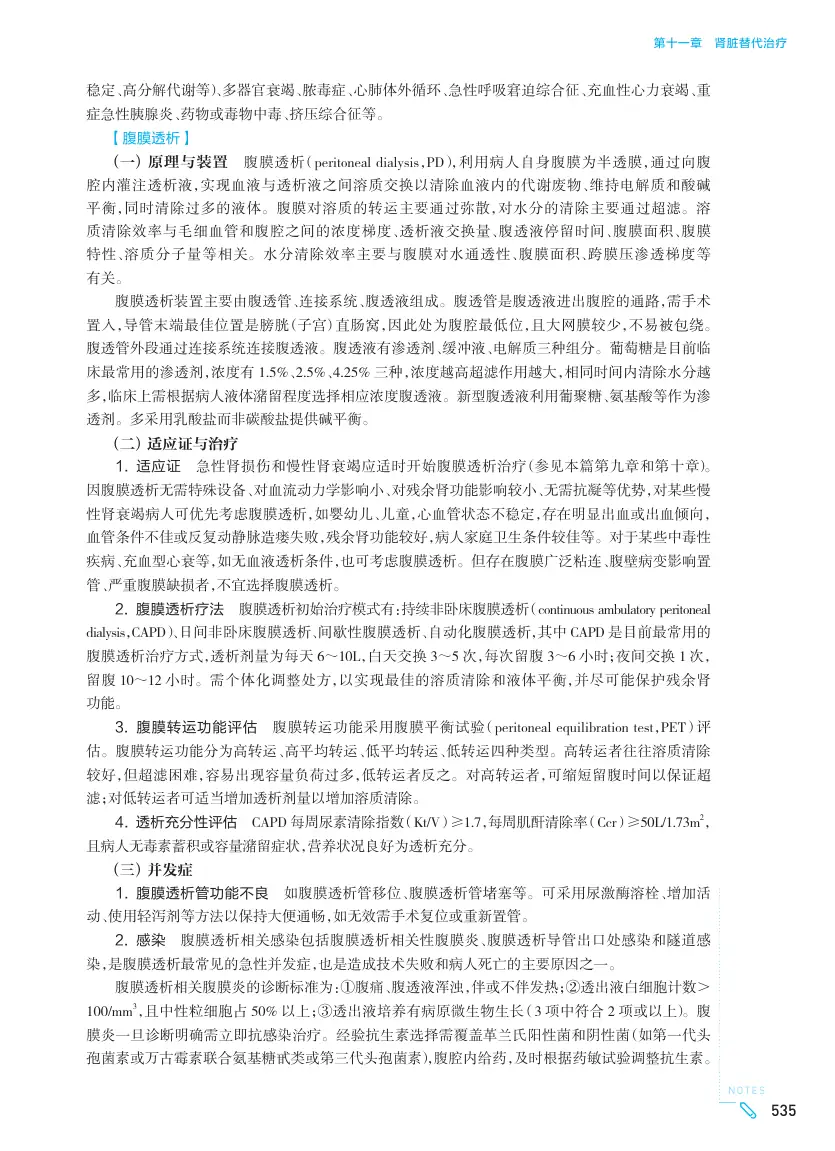 第十一章 肾脏替代治疗
稳定、高分解代谢等)、多器官衰竭、脓毒症、心肺体外循环、急性呼吸窘迫综合征、充血性心力衰竭、重
症急性胰腺炎、药物或毒物中毒、挤压综合征等。
【腹膜透析】
(一) 原理与装置 腹膜透析(peritoneal dialysis,PD),利用病人自身腹膜为半透膜,通过向腹
腔内灌注透析液,实现血液与透析液之间溶质交换以清除血液内的代谢废物、维持电解质和酸碱
平衡,同时清除过多的液体。腹膜对溶质的转运主要通过弥散,对水分的清除主要通过超滤。溶
质清除效率与毛细血管和腹腔之间的浓度梯度、透析液交换量、腹透液停留时间、腹膜面积、腹膜
特性、溶质分子量等相关。水分清除效率主要与腹膜对水通透性、腹膜面积、跨膜压渗透梯度等
有关。
腹膜透析装置主要由腹透管、连接系统、腹透液组成。腹透管是腹透液进出腹腔的通路,需手术
置入,导管末端最佳位置是膀胱(子宫)直肠窝,因此处为腹腔最低位,且大网膜较少,不易被包绕。
腹透管外段通过连接系统连接腹透液。腹透液有渗透剂、缓冲液、电解质三种组分。葡萄糖是目前临
床最常用的渗透剂,浓度有 1.5%、2.5%、4.25% 三种,浓度越高超滤作用越大,相同时间内清除水分越
多,临床上需根据病人液体潴留程度选择相应浓度腹透液。新型腹透液利用葡聚糖、氨基酸等作为渗
透剂。多采用乳酸盐而非碳酸盐提供碱平衡。
(二) 适应证与治疗
1. 适应证 急性肾损伤和慢性肾衰竭应适时开始腹膜透析治疗(参见本篇第九章和第十章)。
因腹膜透析无需特殊设备、对血流动力学影响小、对残余肾功能影响较小、无需抗凝等优势,对某些慢
性肾衰竭病人可优先考虑腹膜透析,如婴幼儿、儿童,心血管状态不稳定,存在明显出血或出血倾向,
血管条件不佳或反复动静脉造瘘失败,残余肾功能较好,病人家庭卫生条件较佳等。对于某些中毒性
疾病、充血型心衰等,如无血液透析条件,也可考虑腹膜透析。但存在腹膜广泛粘连、腹壁病变影响置
管、严重腹膜缺损者,不宜选择腹膜透析。
2. 腹膜透析疗法 腹膜透析初始治疗模式有:持续非卧床腹膜透析(continuous ambulatory peritoneal
dialysis,CAPD)、日间非卧床腹膜透析、间歇性腹膜透析、自动化腹膜透析,其中 CAPD 是目前最常用的
腹膜透析治疗方式,透析剂量为每天 6～10L,白天交换 3～5 次,每次留腹 3～6 小时;夜间交换 1 次,
留腹 10～12 小时。需个体化调整处方,以实现最佳的溶质清除和液体平衡,并尽可能保护残余肾
功能。
3. 腹膜转运功能评估 腹膜转运功能采用腹膜平衡试验(peritoneal equilibration test,PET)评
估。腹膜转运功能分为高转运、高平均转运、低平均转运、低转运四种类型。高转运者往往溶质清除
较好,但超滤困难,容易出现容量负荷过多,低转运者反之。对高转运者,可缩短留腹时间以保证超
滤;对低转运者可适当增加透析剂量以增加溶质清除。
4. 透析充分性评估 CAPD 每周尿素清除指数(Kt/V)≥1.7,每周肌酐清除率(Ccr)≥50L/1.73m²,
且病人无毒素蓄积或容量潴留症状,营养状况良好为透析充分。
(三) 并发症
1. 腹膜透析管功能不良 如腹膜透析管移位、腹膜透析管堵塞等。可采用尿激酶溶栓、增加活
动、使用轻泻剂等方法以保持大便通畅,如无效需手术复位或重新置管。
2. 感染 腹膜透析相关感染包括腹膜透析相关性腹膜炎、腹膜透析导管出口处感染和隧道感
染,是腹膜透析最常见的急性并发症,也是造成技术失败和病人死亡的主要原因之一。
腹膜透析相关腹膜炎的诊断标准为:①腹痛、腹透液浑浊,伴或不伴发热;②透出液白细胞计数＞
100/mm³,且中性粒细胞占 50% 以上;③透出液培养有病原微生物生长(3 项中符合 2 项或以上)。腹
膜炎一旦诊断明确需立即抗感染治疗。经验抗生素选择需覆盖革兰氏阳性菌和阴性菌(如第一代头
孢菌素或万古霉素联合氨基糖甙类或第三代头孢菌素),腹腔内给药,及时根据药敏试验调整抗生素。
NOTES
535